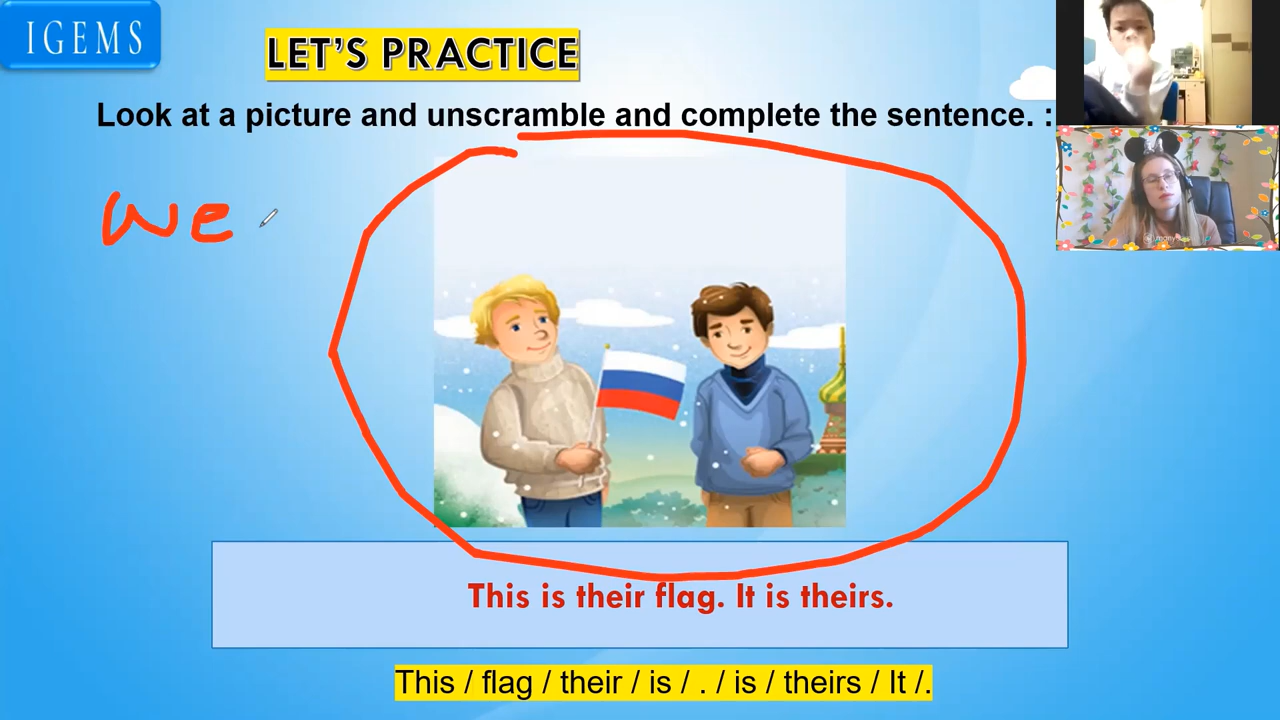 IGEMS
LET'S PRACTICE
Look at a picture and unscramble and complete the sentence. :
we
This is their flag. It is theirs.
This / flag / their / is / . / is / theirs / It /.